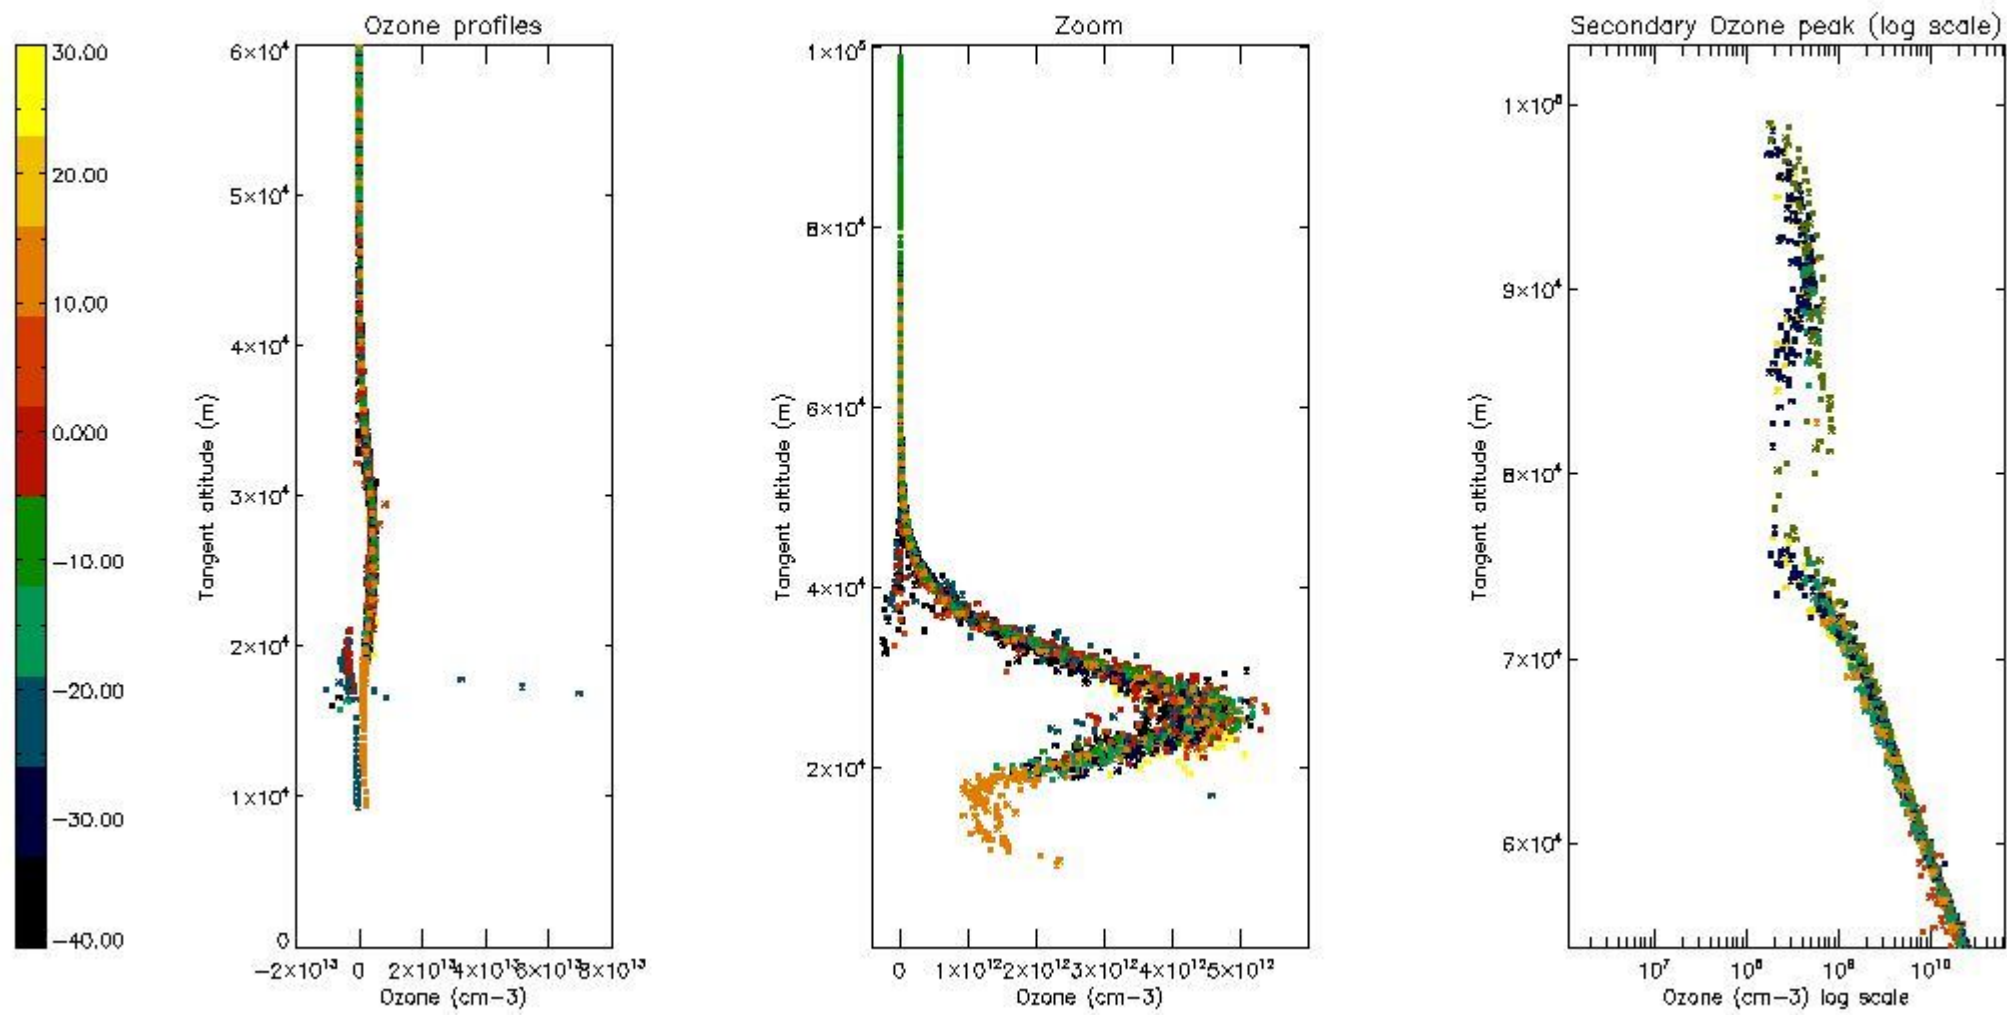 Ozone profiles
Zoom
Secondary Ozone peak (log scale)
30.00
20.00
10.00
0.000
−10.00
−20.00
−30.00
−40.00
6×10⁴
5×10⁴
4×10⁴
3×10⁴
2×10⁴
1×10⁴
0
Tangent altitude (m)
−2×10¹³ 0 2×10¹³ 4×10¹³ 6×10¹³ 8×10¹³
Ozone (cm−3)
1×10⁵
8×10⁴
6×10⁴
4×10⁴
2×10⁴
Tangent altitude (m)
0 1×10¹² 2×10¹² 3×10¹² 4×10¹² 5×10¹²
Ozone (cm−3)
1×10⁵
9×10⁴
8×10⁴
7×10⁴
6×10⁴
Tangent altitude (m)
10⁷ 10⁸ 10⁹ 10¹⁰
Ozone (cm−3) log scale